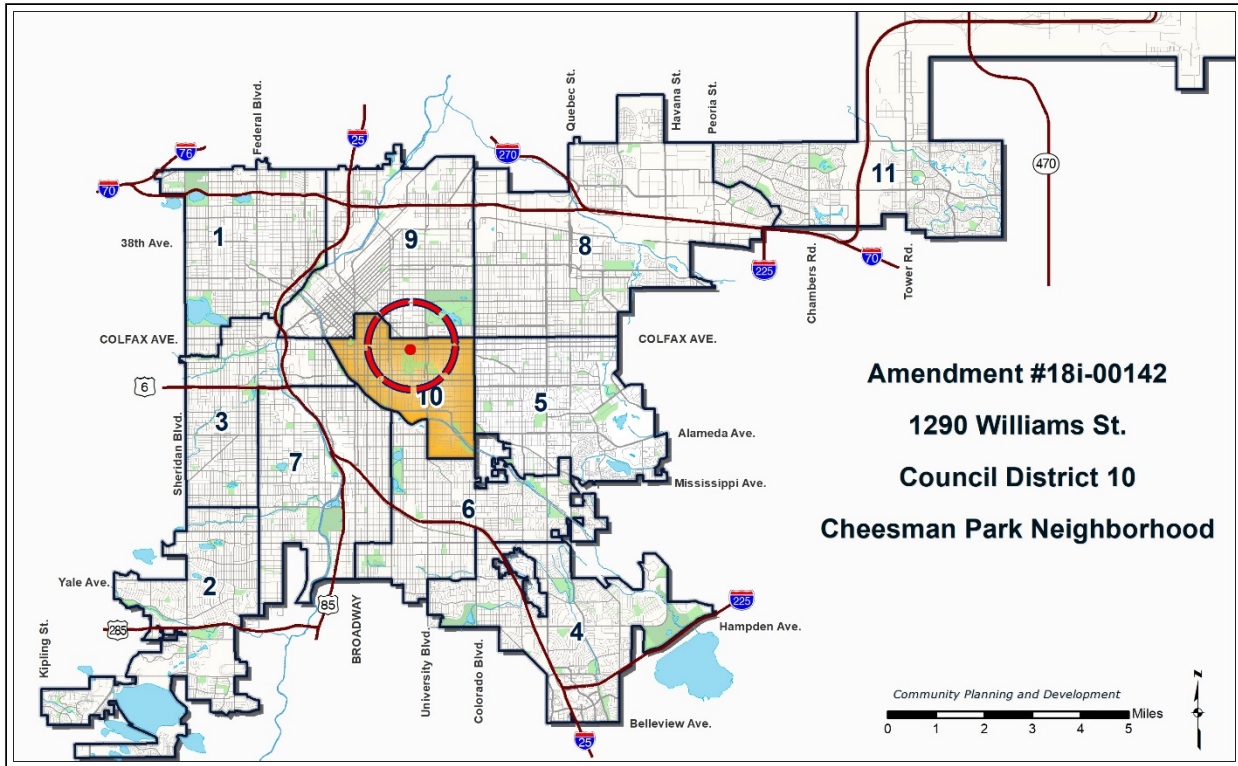 Federal Blvd.
Quebec St.
Havana St.
Peoria St.
76
25
270
70
470
11
38th Ave.
1
9
8
225
Chambers Rd.
70
Tower Rd.
COLFAX AVE.
COLFAX AVE.
6
10
5
3
Sheridan Blvd.
Alameda Ave.
7
Mississippi Ave.
6
Yale Ave.
2
85
BROADWAY
225
285
University Blvd.
Colorado Blvd.
4
Hampden Ave.
Kipling St.
Belleview Ave.
25
Amendment #18i-00142
1290 Williams St.
Council District 10
Cheesman Park Neighborhood
Community Planning and Development
Miles
0 1 2 3 4 5
Z